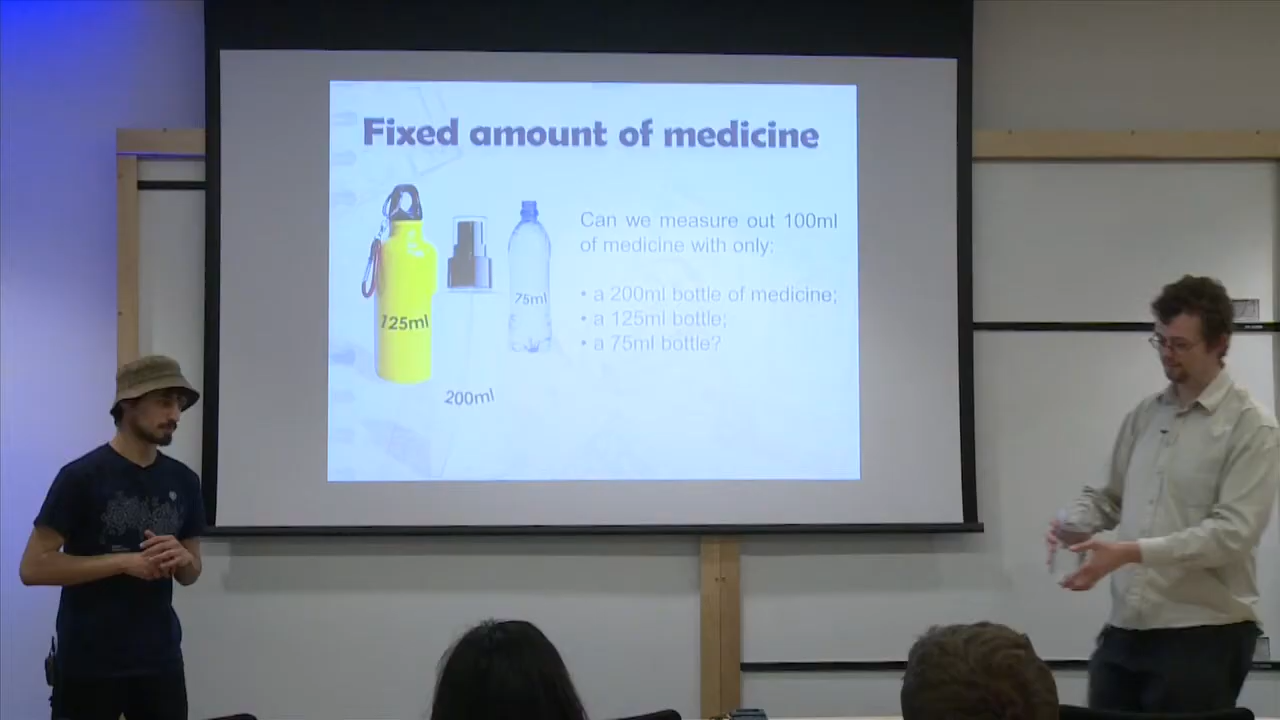 Fixed amount of medicine
Can we measure out 100ml
of medicine with only:
• a 200ml bottle of medicine;
• a 125ml bottle;
• a 75ml bottle?
125ml
75ml
200ml